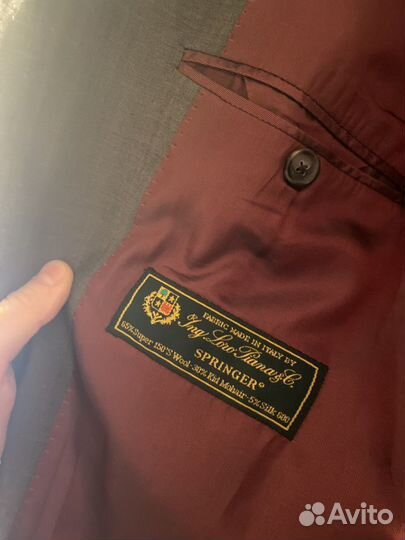 FABRIC MADE IN ITALY BY
Ing. Loro Piana & C.
SPRINGER®
65% Super 150'S Wool - 30% Kid Mohair - 5% Silk 680
Avito